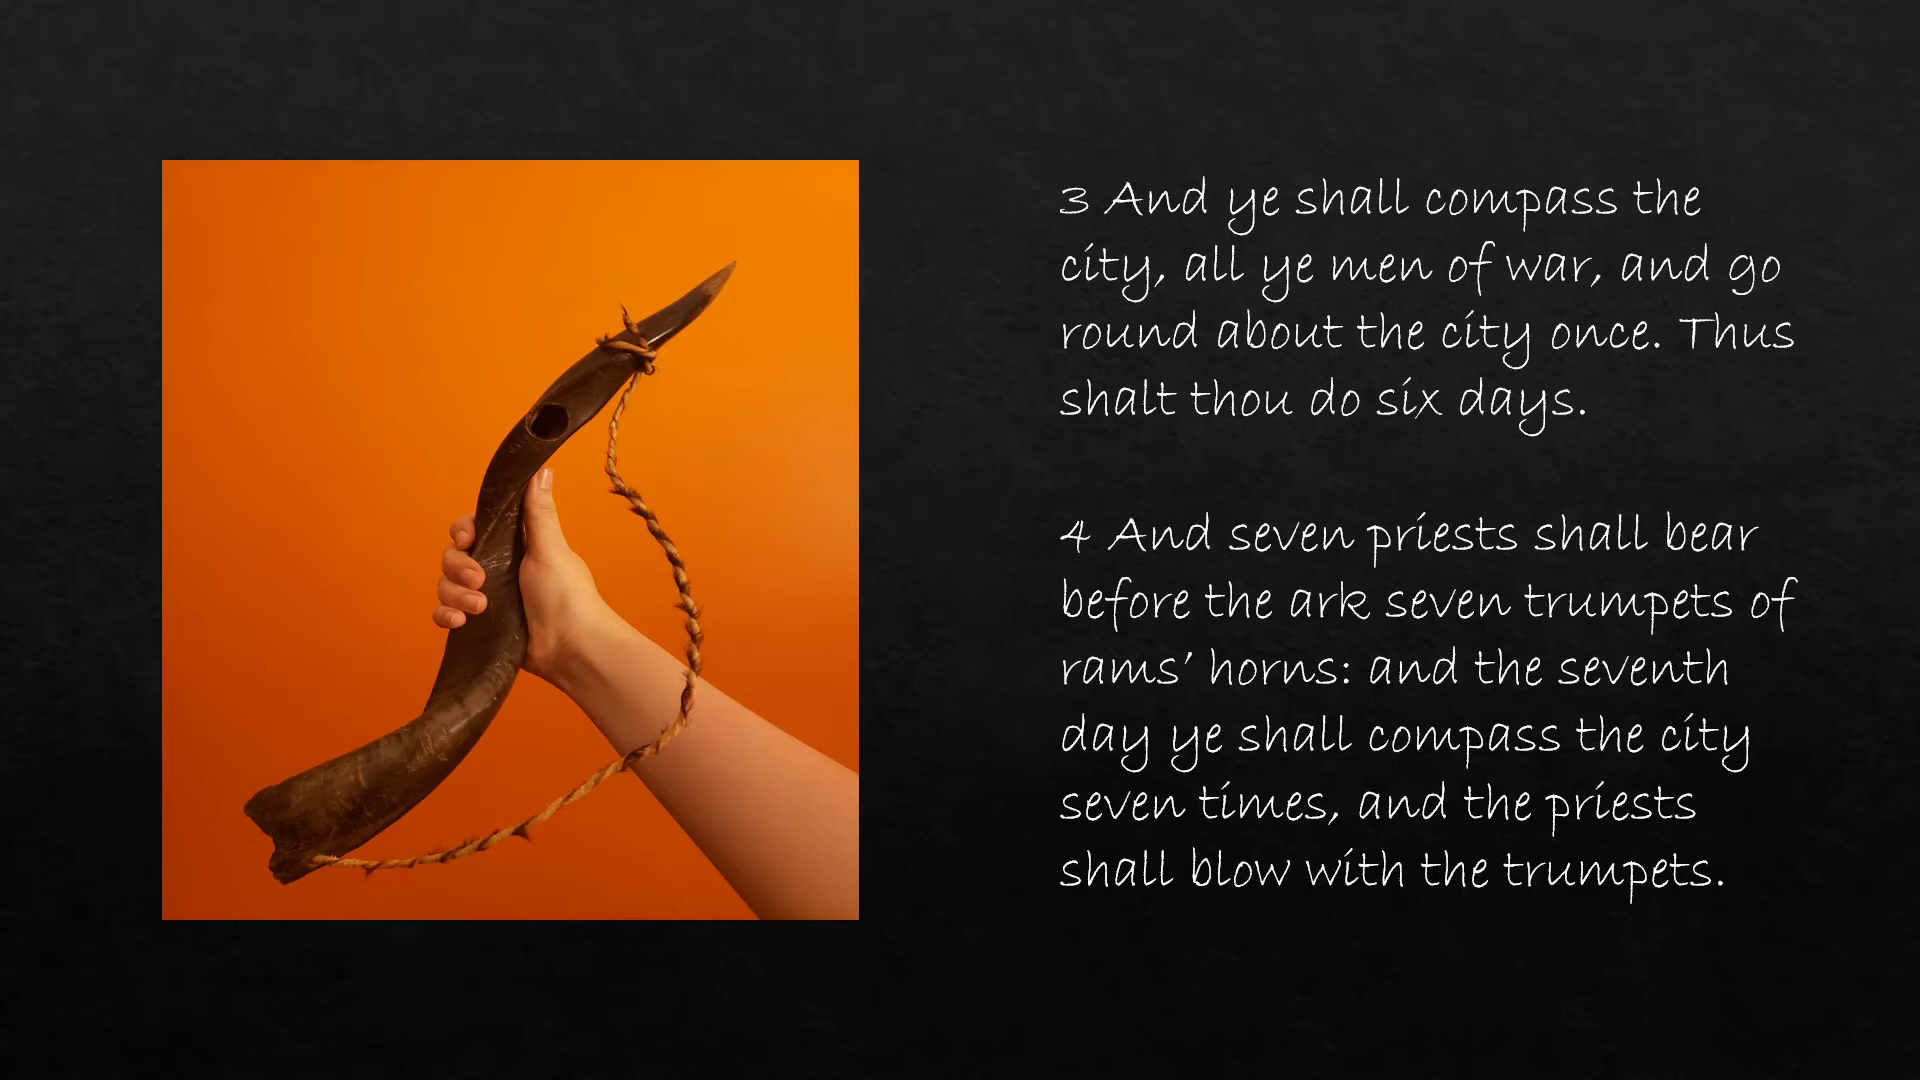 3 And ye shall compass the
city, all ye men of war, and go
round about the city once. Thus
shalt thou do six days.
4 And seven priests shall bear
before the ark seven trumpets of
rams’ horns: and the seventh
day ye shall compass the city
seven times, and the priests
shall blow with the trumpets.